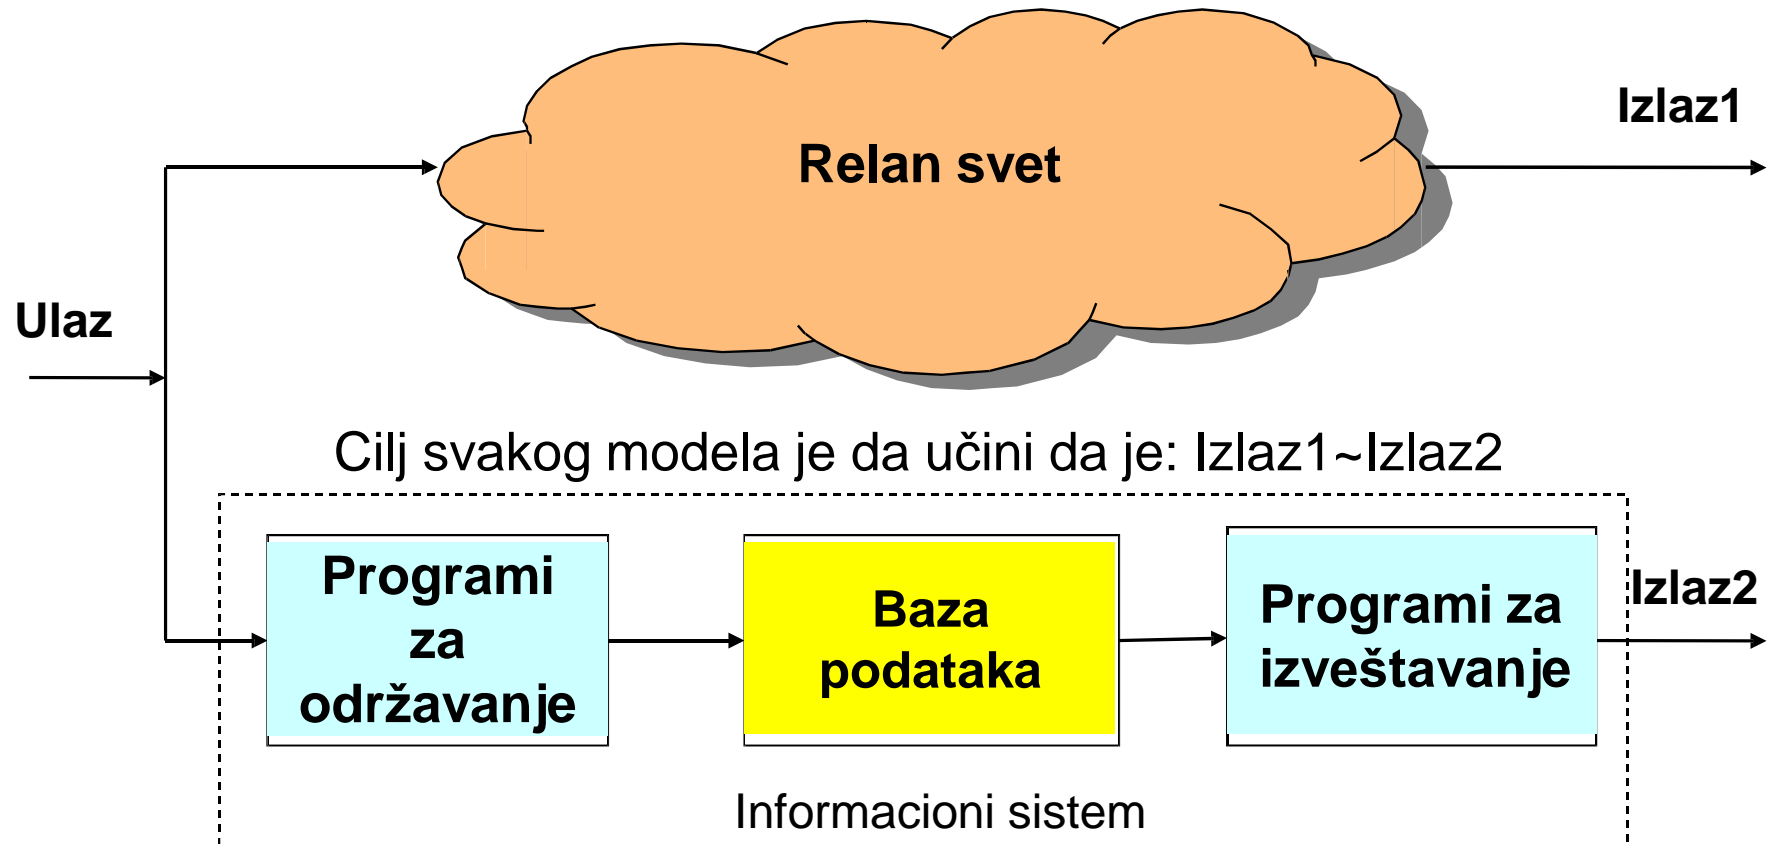 Izlaz1
Relan svet
Ulaz
Cilj svakog modela je da učini da je: Izlaz1~Izlaz2
Programi
za
održavanje
Baza
podataka
Programi za
izveštavanje
Izlaz2
Informacioni sistem